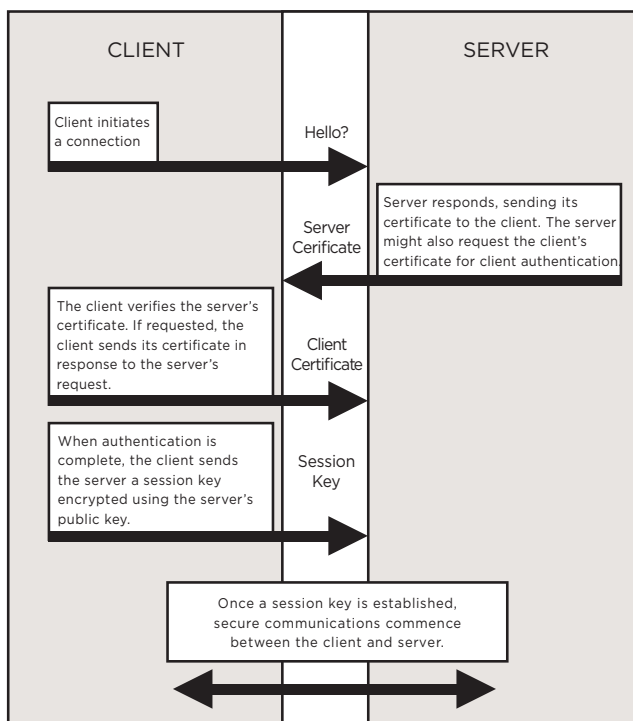 CLIENT
SERVER
Client initiates
a connection
Hello?
Server responds, sending its
certificate to the client. The server
might also request the client's
certificate for client authentication.
Server
Cerificate
The client verifies the server's
certificate. If requested, the
client sends its certificate in
response to the server's
request.
Client
Certificate
When authentication is
complete, the client sends
the server a session key
encrypted using the server's
public key.
Session
Key
Once a session key is established,
secure communications commence
between the client and server.